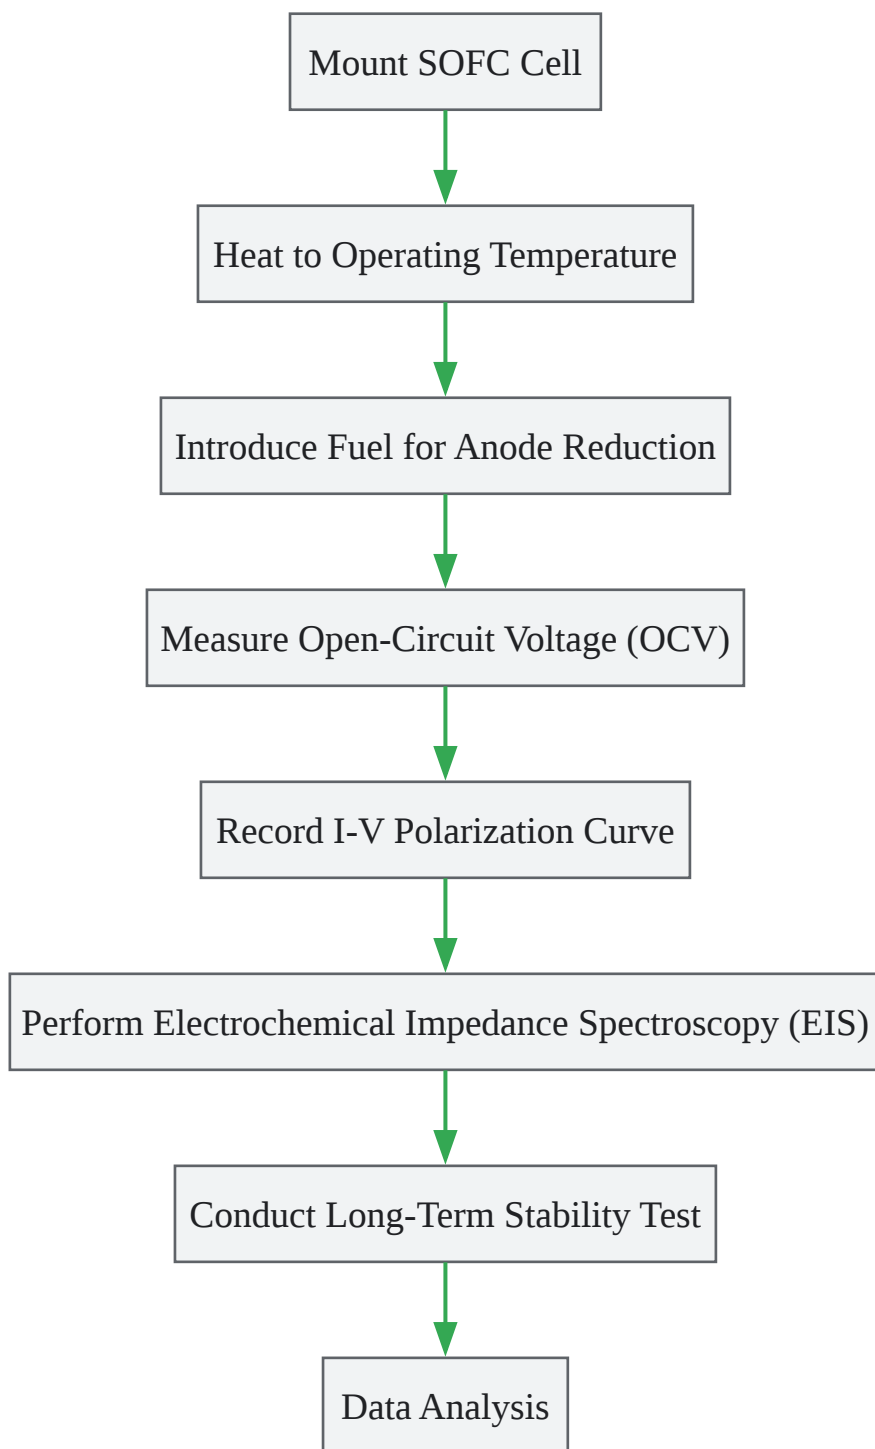 Mount SOFC Cell
Heat to Operating Temperature
Introduce Fuel for Anode Reduction
Measure Open-Circuit Voltage (OCV)
Record I-V Polarization Curve
Perform Electrochemical Impedance Spectroscopy (EIS)
Conduct Long-Term Stability Test
Data Analysis